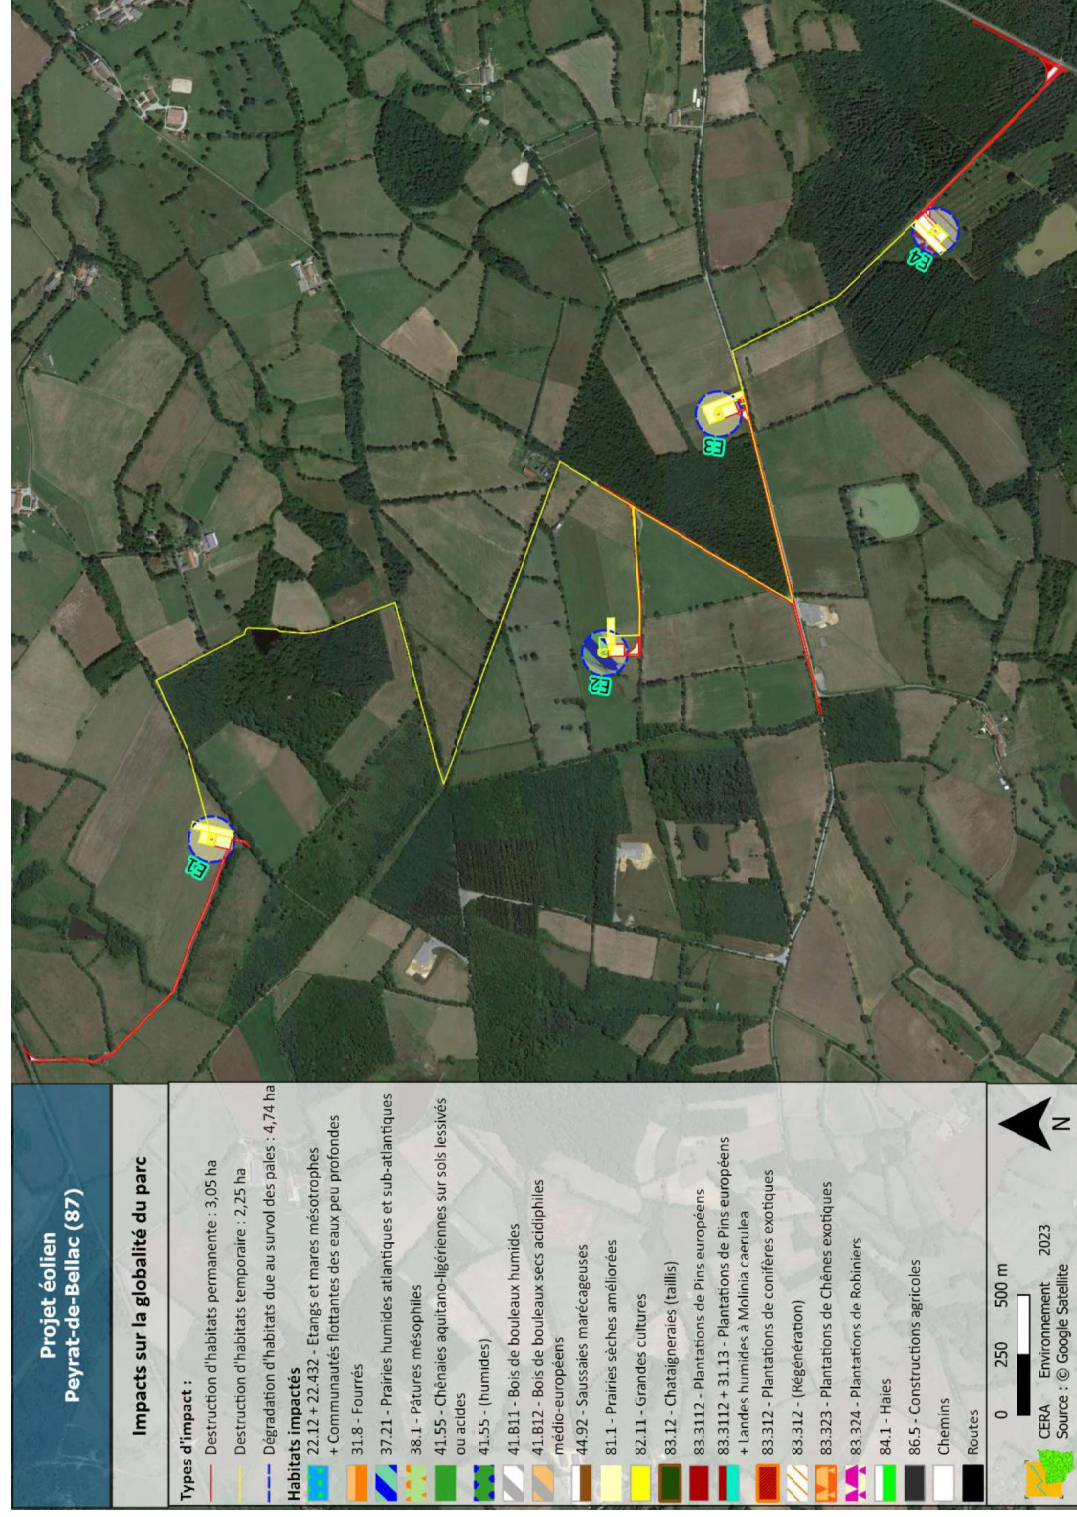 Projet éolien
Peyrat-de-Bellac (87)
Impacts sur la globalité du parc
Types d'impact :
Destruction d'habitats permanente : 3,05 ha
Destruction d'habitats temporaire : 2,25 ha
Dégradation d'habitats due au survol des pales : 4,74 ha
Habitats impactés
22.12 + 22.432 - Etangs et mares mésotrophes
+ Communautés flottantes des eaux peu profondes
31.8 - Fourrés
37.21 - Prairies humides atlantiques et sub-atlantiques
38.1 - Pâtures mésophiles
41.55 - Chênaies aquitano-ligériennes sur sols lessivés
ou acides
41.55 - (humides)
41.B11 - Bois de bouleaux humides
41.B12 - Bois de bouleaux secs acidiphiles
médio-européens
44.92 - Saussaies marécageuses
81.1 - Prairies sèches améliorées
82.11 - Grandes cultures
83.12 - Chataigneraies (taillis)
83.3112 - Plantations de Pins européens
83.3112 + 31.13 - Plantations de Pins européens
+ Landes humides à Molinia caerulea
83.312 - Plantations de conifères exotiques
83.312 - (Régénération)
83.323 - Plantations de Chênes exotiques
83.324 - Plantations de Robiniers
84.1 - Haies
86.5 - Constructions agricoles
Chemins
Routes
0 250 500 m
N
CERA Environnement 2023
Source : © Google Satellite
E1
E2
E3
E4